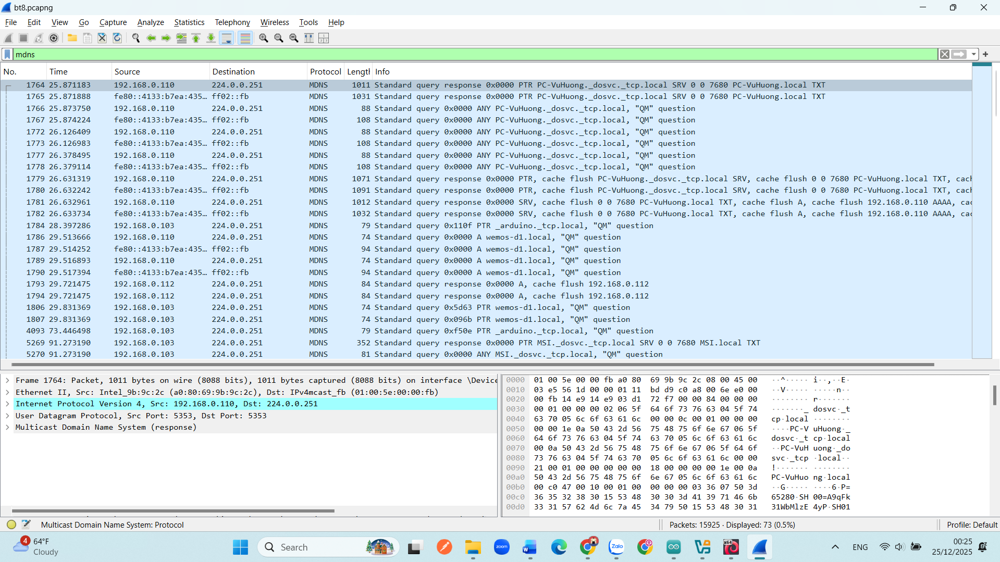 bt8.pcapng
File Edit View Go Capture Analyze Statistics Telephony Wireless Tools Help
mdns
No. Time Source Destination Protocol Length Info
1764 25.871183 192.168.0.110 224.0.0.251 MDNS 1011 Standard query response 0x0000 PTR PC-VuHuong._dosvc._tcp.local SRV 0 0 7680 PC-VuHuong.local TXT
1765 25.871888 fe80::4133:b7ea:435… ff02::fb MDNS 1031 Standard query response 0x0000 PTR PC-VuHuong._dosvc._tcp.local SRV 0 0 7680 PC-VuHuong.local TXT
1766 25.873750 192.168.0.110 224.0.0.251 MDNS 88 Standard query 0x0000 ANY PC-VuHuong._dosvc._tcp.local, "QM" question
1767 25.874224 fe80::4133:b7ea:435… ff02::fb MDNS 108 Standard query 0x0000 ANY PC-VuHuong._dosvc._tcp.local, "QM" question
1772 26.126409 192.168.0.110 224.0.0.251 MDNS 88 Standard query 0x0000 ANY PC-VuHuong._dosvc._tcp.local, "QM" question
1773 26.126983 fe80::4133:b7ea:435… ff02::fb MDNS 108 Standard query 0x0000 ANY PC-VuHuong._dosvc._tcp.local, "QM" question
1777 26.378495 192.168.0.110 224.0.0.251 MDNS 88 Standard query 0x0000 ANY PC-VuHuong._dosvc._tcp.local, "QM" question
1778 26.379114 fe80::4133:b7ea:435… ff02::fb MDNS 108 Standard query 0x0000 ANY PC-VuHuong._dosvc._tcp.local, "QM" question
1779 26.631319 192.168.0.110 224.0.0.251 MDNS 1071 Standard query response 0x0000 PTR, cache flush PC-VuHuong._dosvc._tcp.local SRV, cache flush 0 0 7680 PC-VuHuong.local TXT, cach
1780 26.632242 fe80::4133:b7ea:435… ff02::fb MDNS 1091 Standard query response 0x0000 PTR, cache flush PC-VuHuong._dosvc._tcp.local SRV, cache flush 0 0 7680 PC-VuHuong.local TXT, cach
1781 26.632961 192.168.0.110 224.0.0.251 MDNS 1012 Standard query response 0x0000 SRV, cache flush 0 0 7680 PC-VuHuong.local TXT, cache flush A, cache flush 192.168.0.110 AAAA, cac
1782 26.633734 fe80::4133:b7ea:435… ff02::fb MDNS 1032 Standard query response 0x0000 SRV, cache flush 0 0 7680 PC-VuHuong.local TXT, cache flush A, cache flush 192.168.0.110 AAAA, cac
1784 28.397286 192.168.0.103 224.0.0.251 MDNS 79 Standard query 0x110f PTR _arduino._tcp.local, "QM" question
1786 29.513666 192.168.0.110 224.0.0.251 MDNS 74 Standard query 0x0000 A wemos-d1.local, "QM" question
1787 29.514252 fe80::4133:b7ea:435… ff02::fb MDNS 94 Standard query 0x0000 A wemos-d1.local, "QM" question
1789 29.516893 192.168.0.110 224.0.0.251 MDNS 74 Standard query 0x0000 A wemos-d1.local, "QM" question
1790 29.517394 fe80::4133:b7ea:435… ff02::fb MDNS 94 Standard query 0x0000 A wemos-d1.local, "QM" question
1793 29.721475 192.168.0.112 224.0.0.251 MDNS 84 Standard query response 0x0000 A, cache flush 192.168.0.112
1794 29.721475 192.168.0.112 224.0.0.251 MDNS 84 Standard query response 0x0000 A, cache flush 192.168.0.112
1806 29.831369 192.168.0.103 224.0.0.251 MDNS 74 Standard query 0x5d63 PTR wemos-d1.local, "QM" question
1807 29.831369 192.168.0.103 224.0.0.251 MDNS 74 Standard query 0x096b PTR wemos-d1.local, "QM" question
4093 73.446498 192.168.0.103 224.0.0.251 MDNS 79 Standard query 0xf50e PTR _arduino._tcp.local, "QM" question
5269 91.273190 192.168.0.103 224.0.0.251 MDNS 352 Standard query response 0x0000 PTR MSI._dosvc._tcp.local SRV 0 0 7680 MSI.local TXT
5270 91.273190 192.168.0.103 224.0.0.251 MDNS 81 Standard query 0x0000 ANY MSI._dosvc._tcp.local, "QM" question
Frame 1764: Packet, 1011 bytes on wire (8088 bits), 1011 bytes captured (8088 bits) on interface \Device
Ethernet II, Src: Intel_9b:9c:2c (a0:80:69:9b:9c:2c), Dst: IPv4mcast_fb (01:00:5e:00:00:fb)
Internet Protocol Version 4, Src: 192.168.0.110, Dst: 224.0.0.251
User Datagram Protocol, Src Port: 5353, Dst Port: 5353
Multicast Domain Name System (response)
0000 01 00 5e 00 00 fb a0 80 69 9b 9c 2c 08 00 45 00 ··^····· i··,··E·
0010 03 e5 56 1d 00 00 01 11 bd d9 c0 a8 00 6e e0 00 ··V····· ·····n··
0020 00 fb 14 e9 14 e9 03 d1 72 f7 00 00 84 00 00 00 ········ r·······
0030 00 01 00 00 00 02 06 5f 64 6f 73 76 63 04 5f 74 ·······_ dosvc·_t
0040 63 70 05 6c 6f 63 61 6c 00 00 0c 00 01 00 00 00 cp·local ········
0050 00 00 1e 0a 50 43 2d 56 75 48 75 6f 6e 67 06 5f ····PC-V uHuong·_
0060 64 6f 73 76 63 04 5f 74 63 70 05 6c 6f 63 61 6c dosvc·_t cp·local
0070 00 0a 50 43 2d 56 75 48 75 6f 6e 67 06 5f 64 6f ··PC-VuH uong·_do
0080 73 76 63 04 5f 74 63 70 05 6c 6f 63 61 6c 00 00 svc·_tcp ·local··
0090 21 00 01 00 00 00 00 00 18 00 00 00 00 1e 00 0a !······· ········
00a0 50 43 2d 56 75 48 75 6f 6e 67 05 6c 6f 63 61 6c PC-VuHuo ng·local
00b0 00 c0 47 00 10 00 01 00 00 00 00 03 36 07 50 3d ··G····· ····6·P=
00c0 36 35 32 38 30 15 53 48 30 30 3d 41 39 71 46 6b 65280·SH 00=A9qFk
00d0 33 31 57 62 4d 6c 7a 45 34 79 50 15 53 48 30 31 31WbMlzE 4yP·SH01
Multicast Domain Name System: Protocol
Packets: 15925 · Displayed: 73 (0.5%)
Profile: Default
4
64°F
Cloudy
Search
zoom
W
Zalo
x64
ENG
00:25
25/12/2025